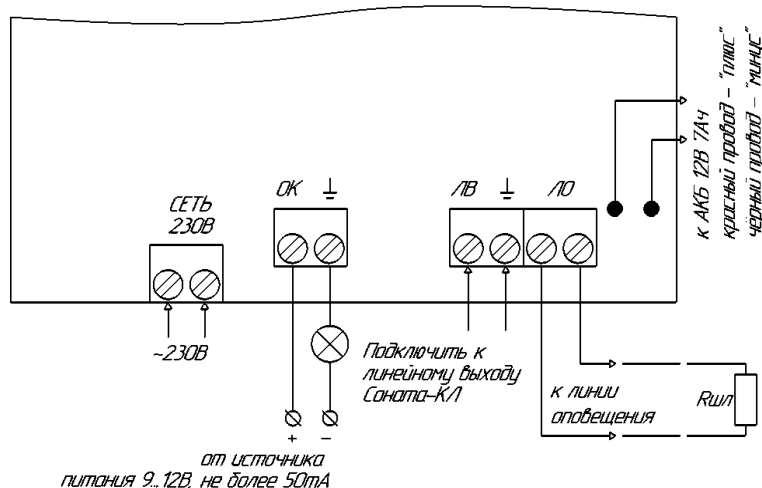 к АКБ 12В 7Ач
красный провод - "плюс"
чёрный провод - "минус"
СЕТЬ
230В
ОК
ЛВ
ЛО
~230В
Подключить к
линейному выходу
Соната-КЛ
к линии
оповещения
Rшл
+
−
от источника
питания 9...12В, не более 50mA